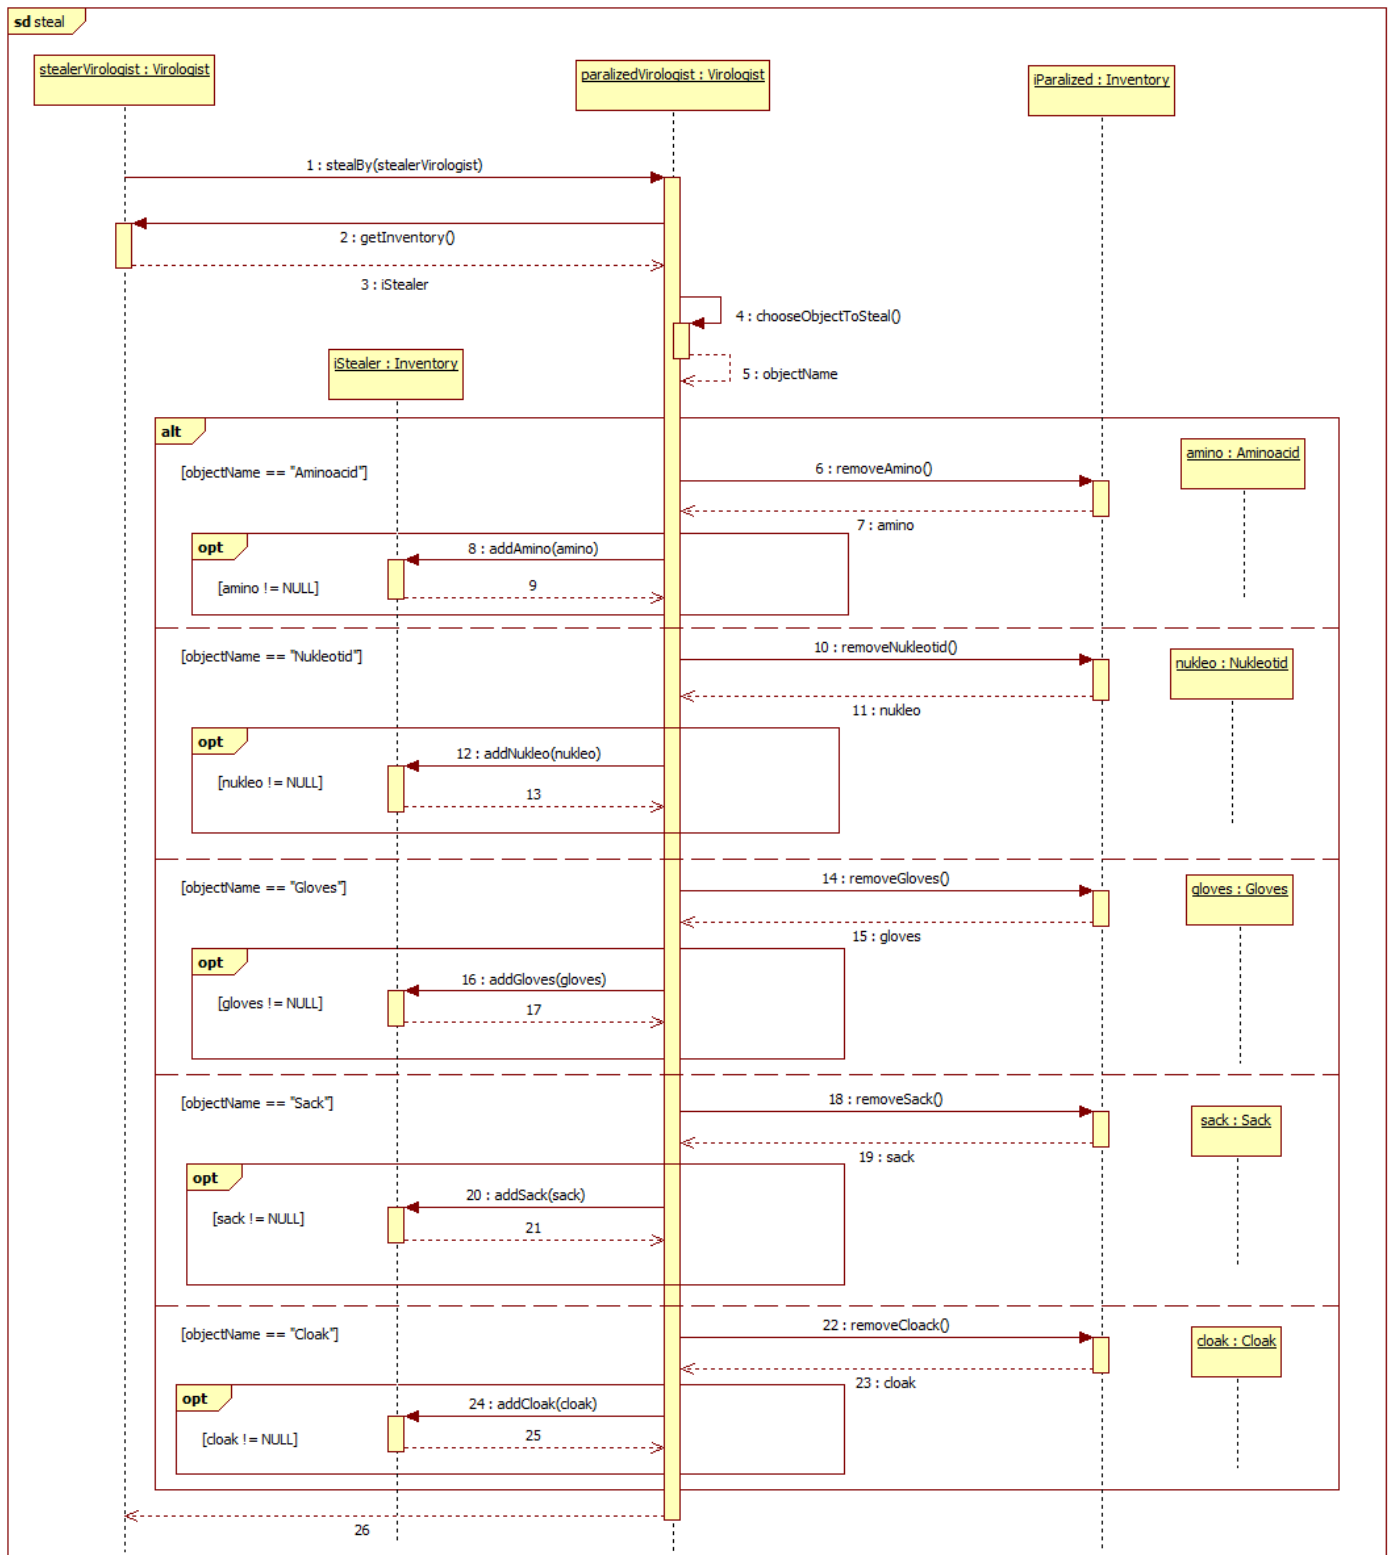 sd steal
stealerVirologist : Virologist
paralizedVirologist : Virologist
iParalized : Inventory
1 : stealBy(stealerVirologist)
2 : getInventory()
3 : iStealer
4 : chooseObjectToSteal()
iStealer : Inventory
5 : objectName
alt
amino : Aminoacid
[objectName == "Aminoacid"]
6 : removeAmino()
7 : amino
opt
8 : addAmino(amino)
[amino != NULL]
9
[objectName == "Nukleotid"]
10 : removeNukleotid()
nukleo : Nukleotid
11 : nukleo
opt
12 : addNukleo(nukleo)
[nukleo != NULL]
13
[objectName == "Gloves"]
14 : removeGloves()
gloves : Gloves
15 : gloves
opt
16 : addGloves(gloves)
[gloves != NULL]
17
[objectName == "Sack"]
18 : removeSack()
sack : Sack
19 : sack
opt
20 : addSack(sack)
[sack != NULL]
21
[objectName == "Cloak"]
22 : removeCloack()
cloak : Cloak
23 : cloak
opt
24 : addCloak(cloak)
[cloak != NULL]
25
26